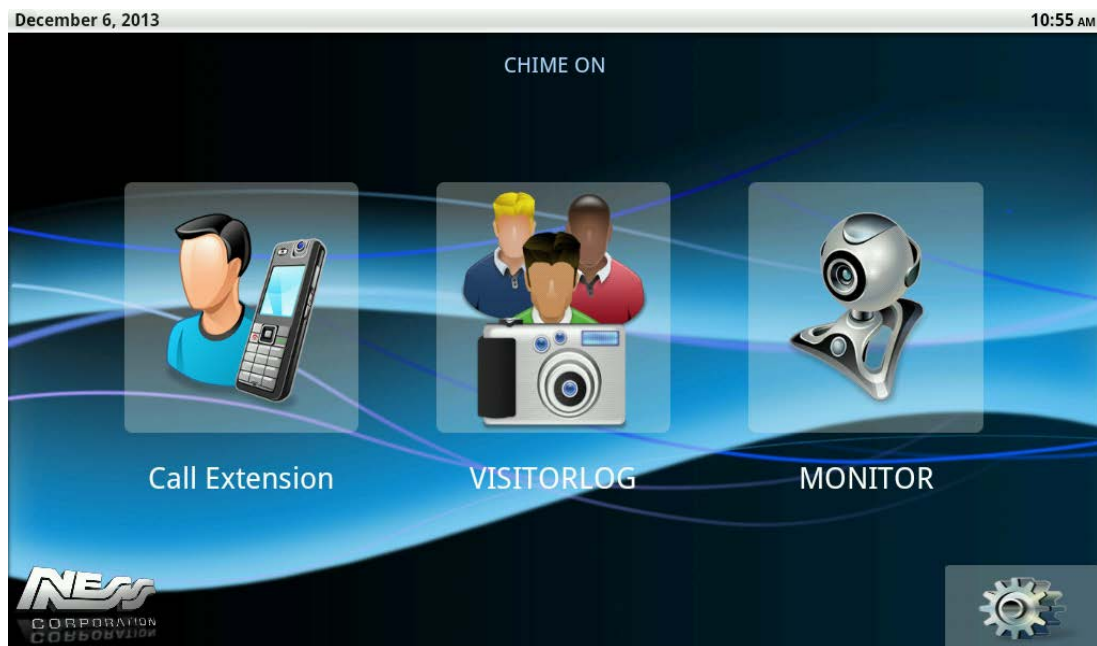 December 6, 2013 10:55 AM
CHIME ON
Call Extension VISITORLOG MONITOR
NESS
CORPORATION